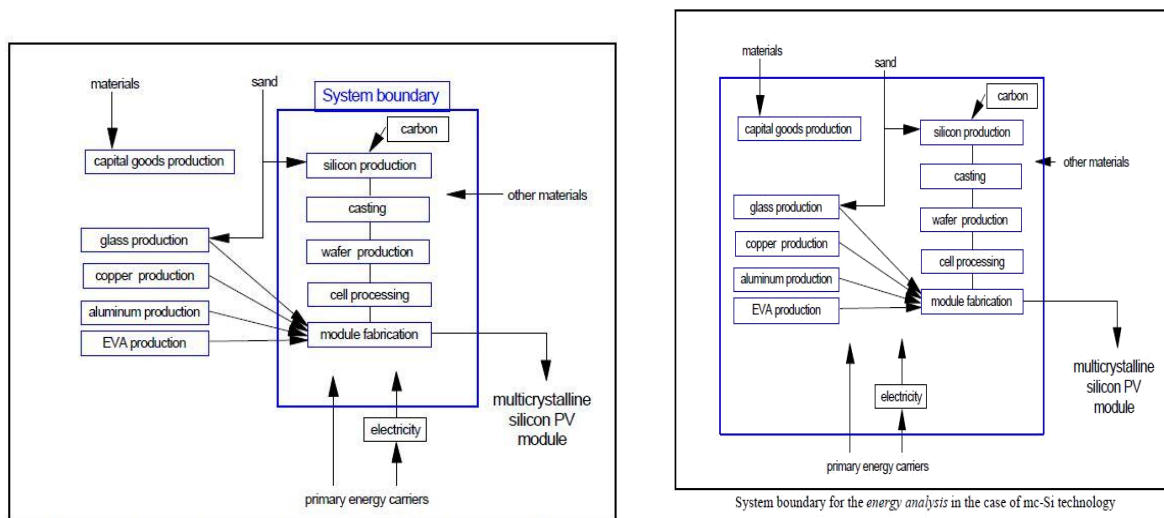 materials
sand
System boundary
carbon
capital goods production
silicon production
other materials
casting
glass production
wafer production
copper production
cell processing
aluminum production
module fabrication
EVA production
multicrystalline
silicon PV
module
electricity
primary energy carriers
materials
sand
carbon
capital goods production
silicon production
other materials
casting
glass production
wafer production
copper production
cell processing
aluminum production
module fabrication
EVA production
multicrystalline
silicon PV
module
electricity
primary energy carriers
System boundary for the energy analysis in the case of mc-Si technology